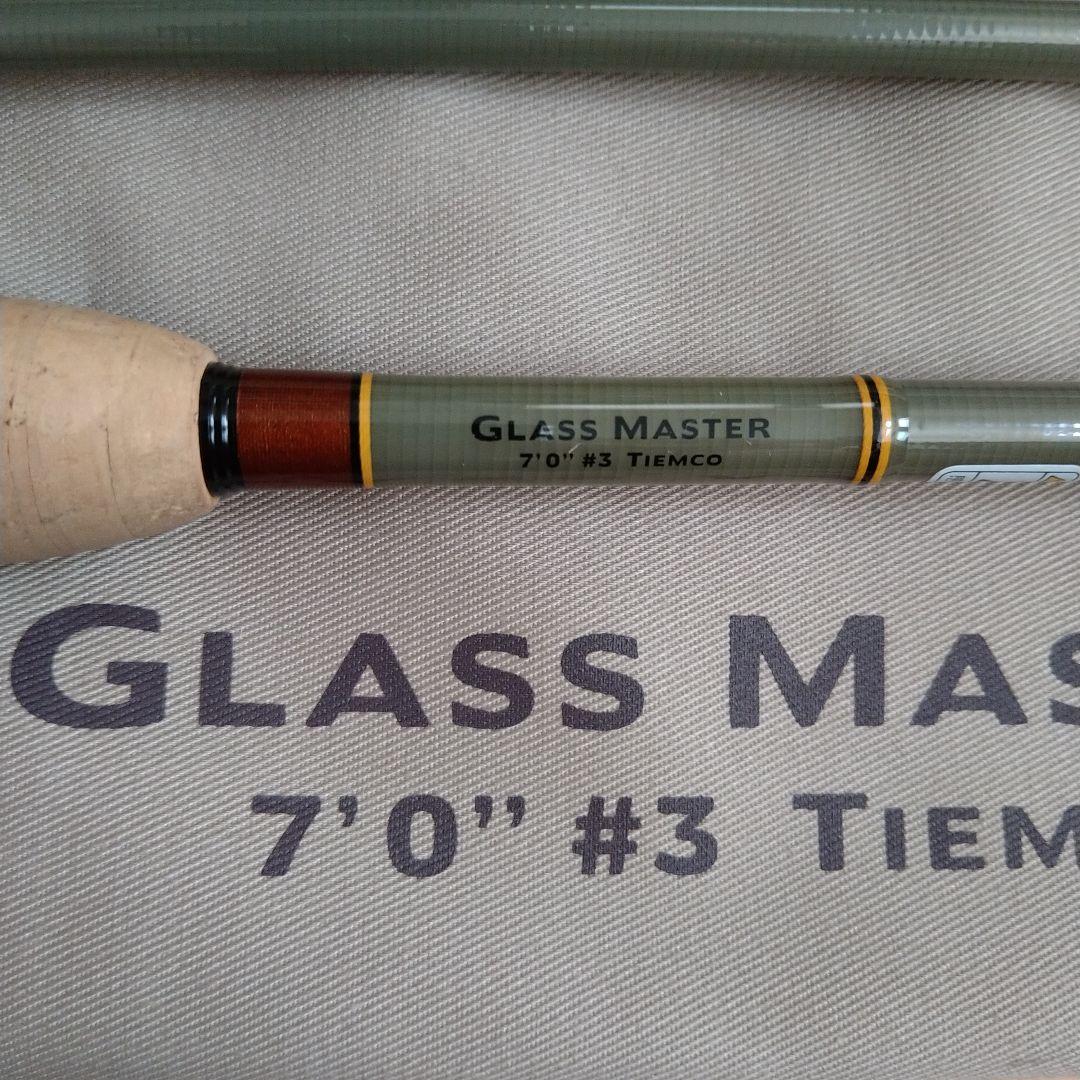 GLASS MASTER
7'0" #3 TIEMCO
GLASS MAS
7'0" #3 TIEM